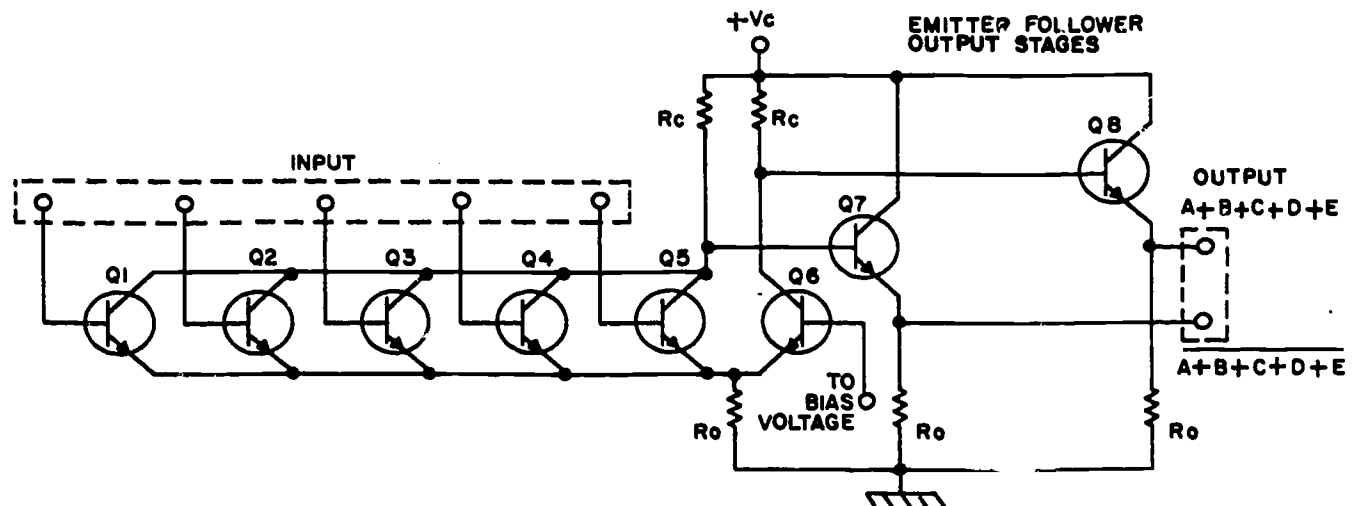 +Vc
EMITTER FOLLOWER
OUTPUT STAGES
Rc
Rc
Q8
INPUT
OUTPUT
A+B+C+D+E
Q7
Q1
Q2
Q3
Q4
Q5
Q6
A+B+C+D+E
TO
BIAS
VOLTAGE
Ro
Ro
Ro